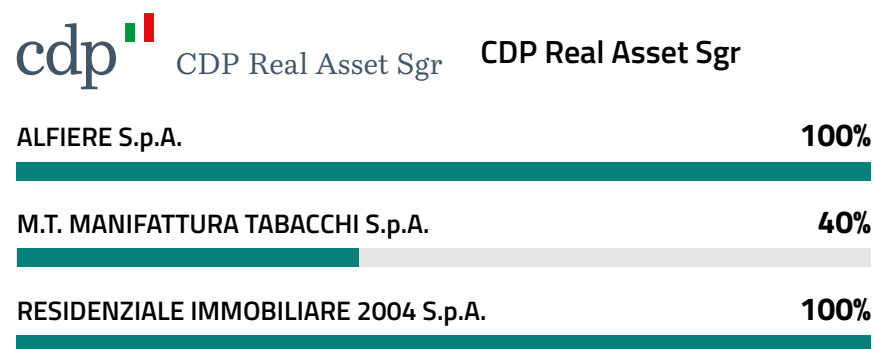 cdp CDP Real Asset Sgr CDP Real Asset Sgr
ALFIERE S.p.A. 100%
M.T. MANIFATTURA TABACCHI S.p.A. 40%
RESIDENZIALE IMMOBILIARE 2004 S.p.A. 100%